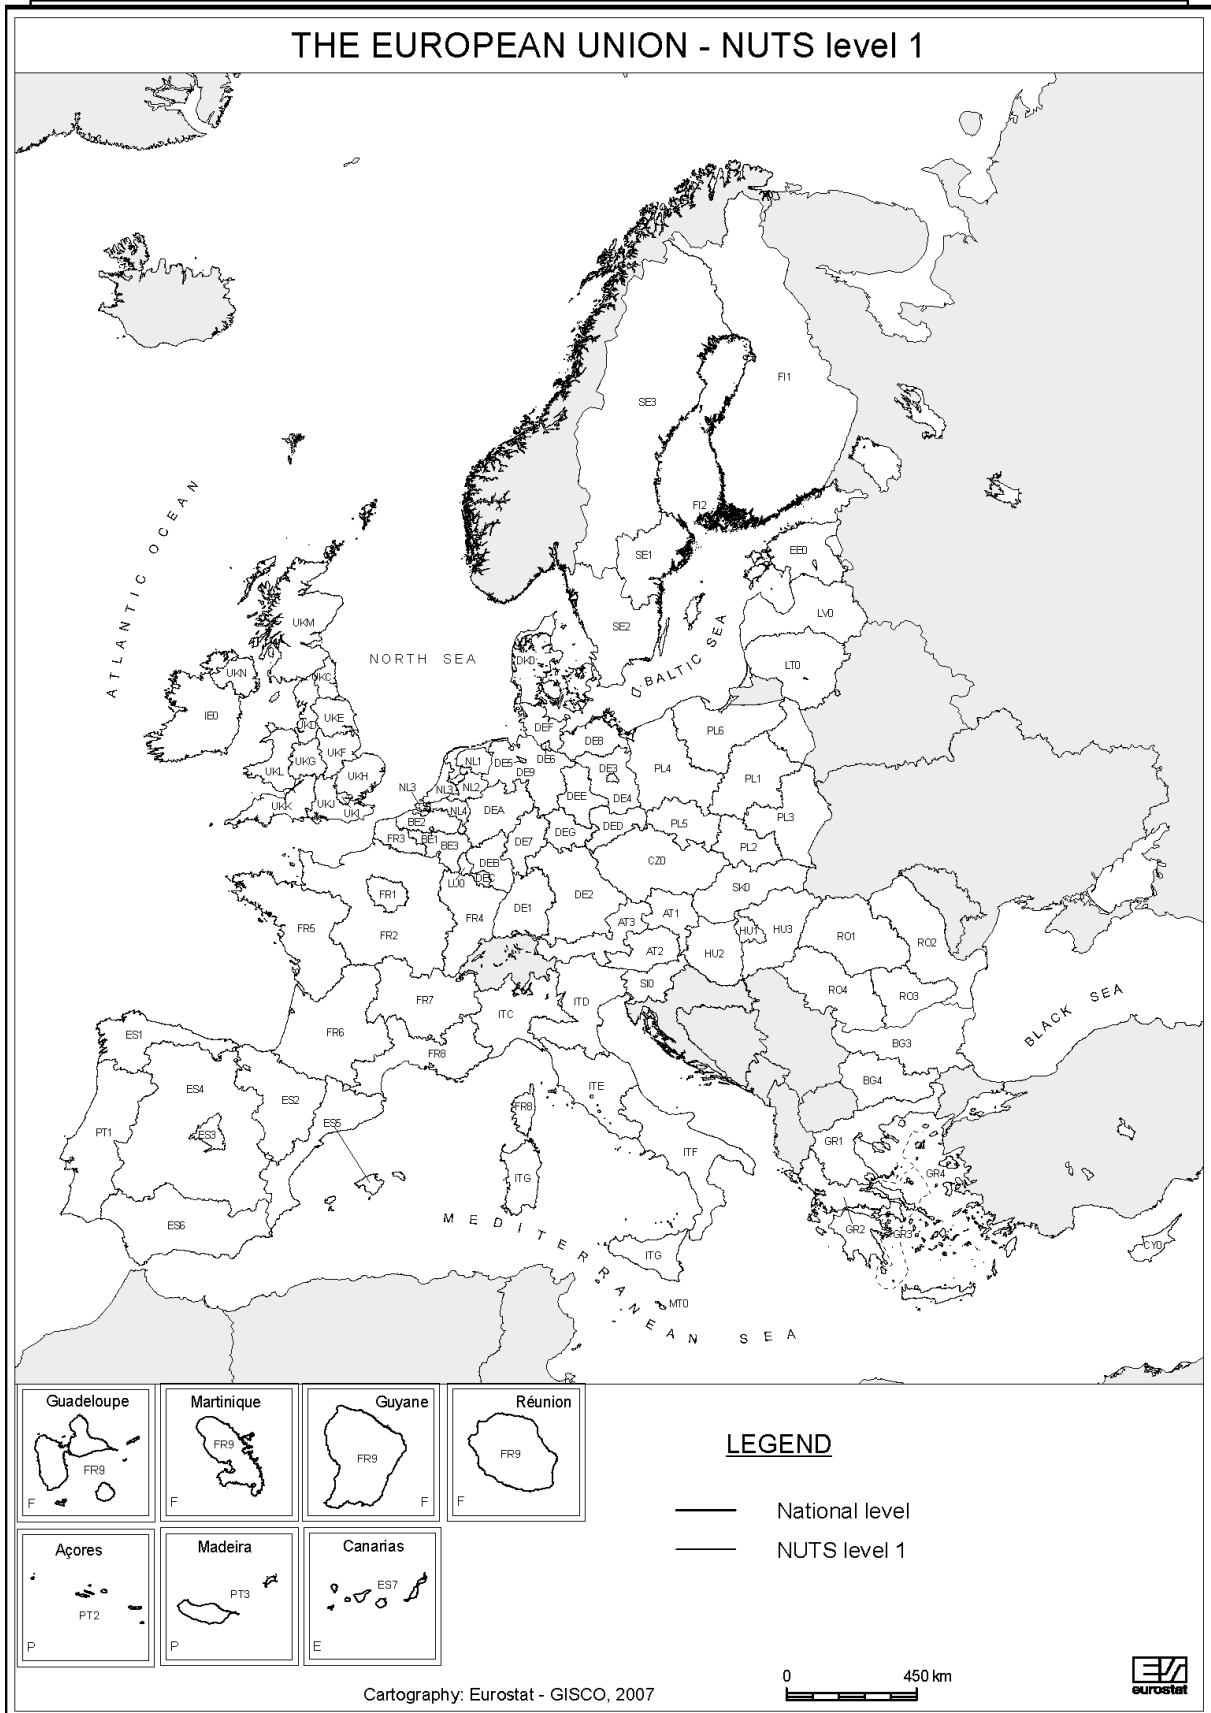 THE EUROPEAN UNION - NUTS level 1
FI1
SE3
FI2
SE1
EE0
ATLANTIC OCEAN
LV0
UKM
SE2
NORTH SEA
BALTIC SEA
DK0
LT0
UKN
UKC
IE0
UKE
UKD
DEF
PL6
DE8
UKF
DE6
UKG
NL1
DE5
DE9
DE3
PL4
UKL
UKH
PL1
NL3
NL3
NL2
DEE
DE4
UKK
UKJ
UKI
NL4
DEA
PL3
BE2
PL5
DED
FR3
BE1
BE3
DE7
DEG
PL2
CZ0
DEB
LU0
DEC
SK0
FR1
DE2
DE1
FR4
AT3
AT1
FR5
FR2
HU1
HU3
RO1
RO2
AT2
HU2
SI0
RO4
RO3
FR7
ITD
ITC
BLACK SEA
FR6
ES1
BG3
FR8
ES4
ITE
BG4
ES2
FR8
ES5
PT1
ES3
GR1
ITF
GR4
ITG
MEDITERRANEAN SEA
ES6
GR2
GR3
CY0
ITG
MT0
Guadeloupe
FR9
F
Martinique
FR9
F
Guyane
FR9
F
Réunion
FR9
F
LEGEND
National level
NUTS level 1
Açores
PT2
P
Madeira
PT3
P
Canarias
ES7
E
0 450 km
Cartography: Eurostat - GISCO, 2007
eurostat